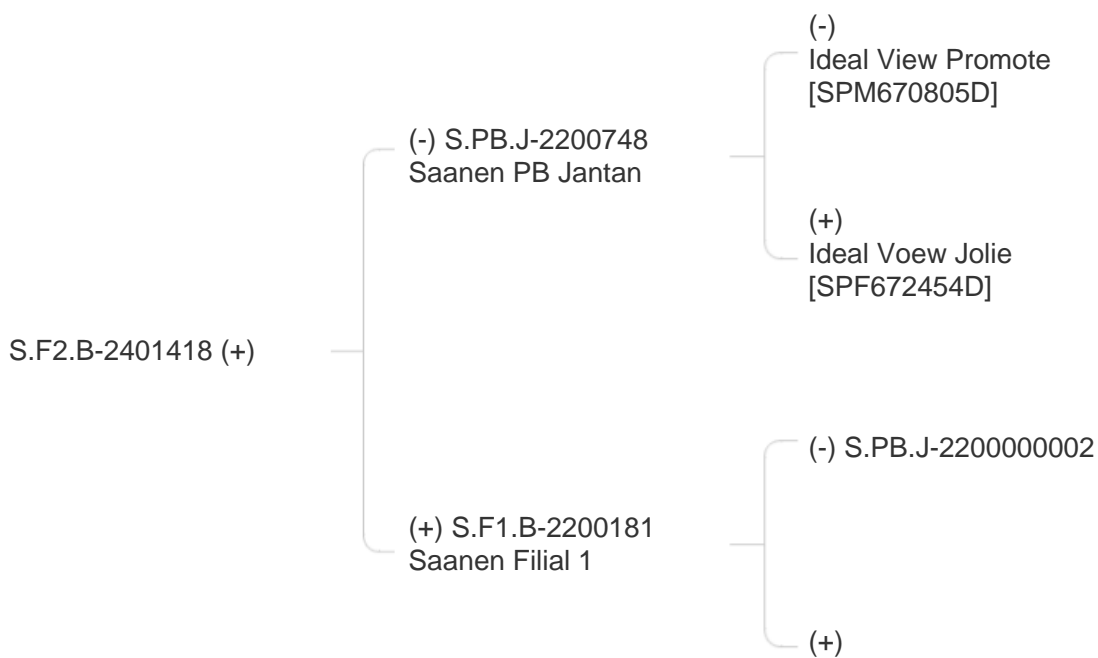 (-)
Ideal View Promote
[SPM670805D]
(-) S.PB.J-2200748
Saanen PB Jantan
(+)
Ideal Voew Jolie
[SPF672454D]
S.F2.B-2401418 (+)
(-) S.PB.J-2200000002
(+) S.F1.B-2200181
Saanen Filial 1
(+)